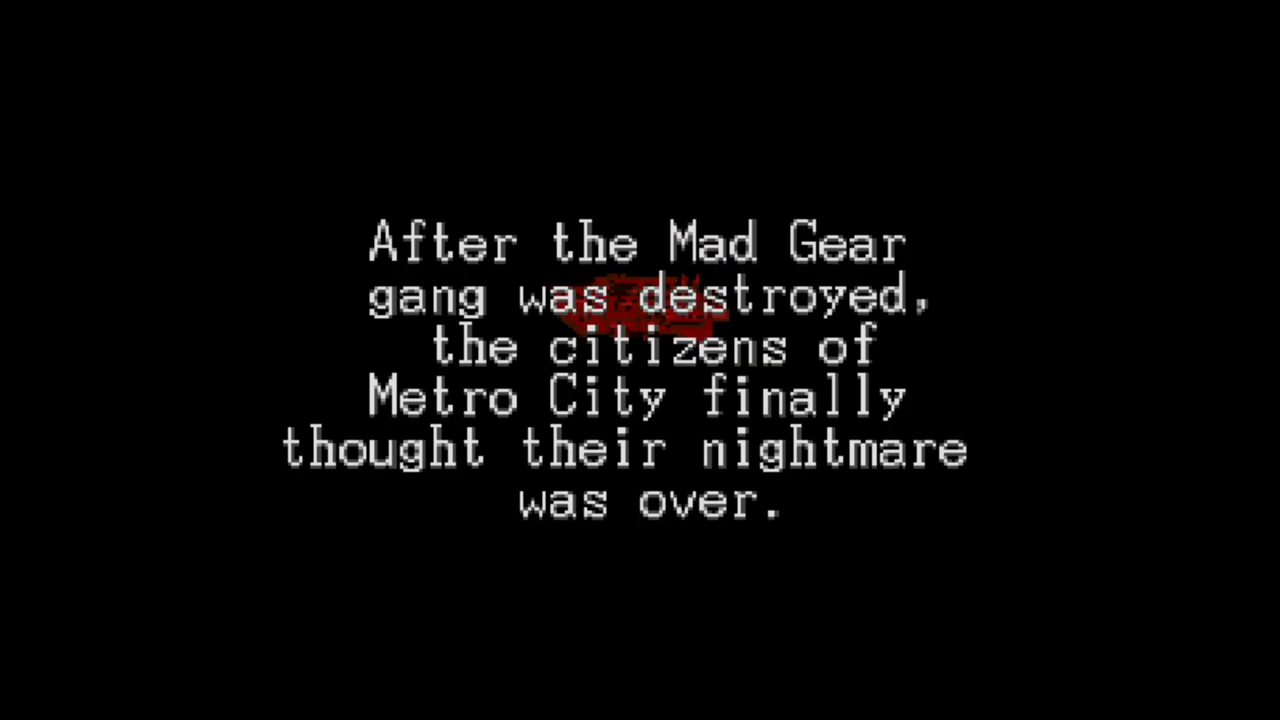 After the Mad Gear
gang was destroyed,
the citizens of
Metro City finally
thought their nightmare
was over.